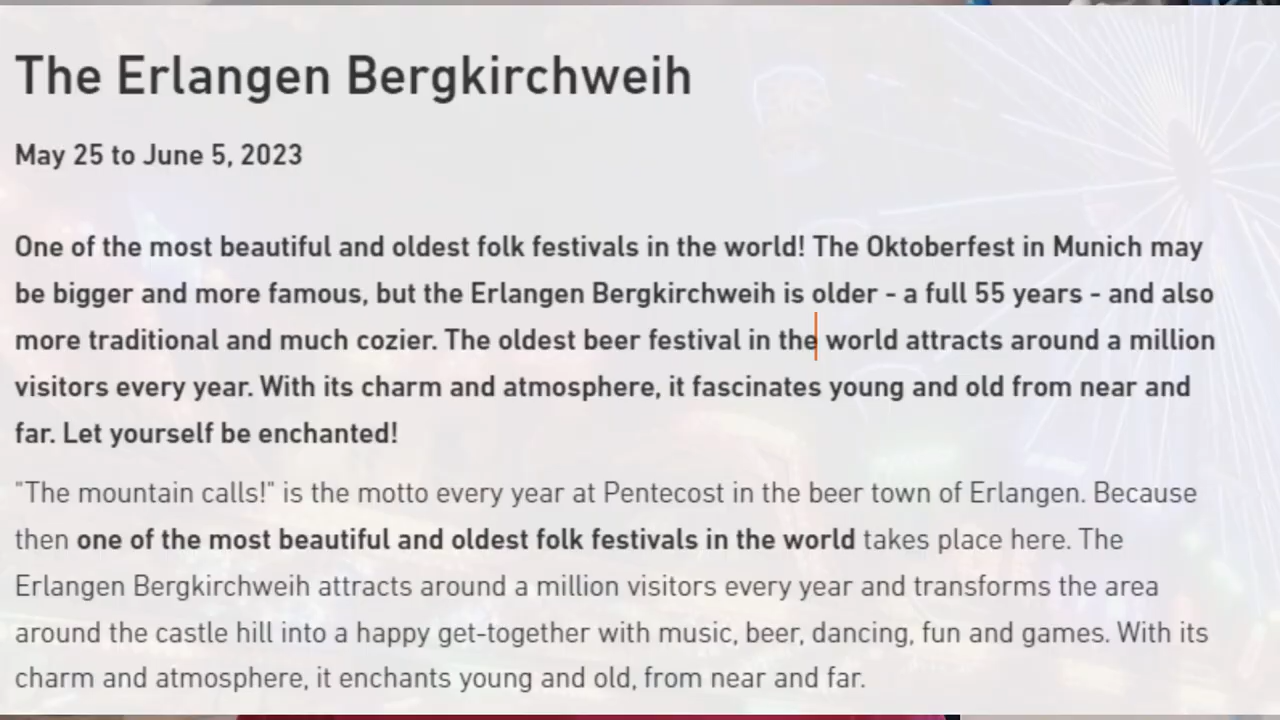 The Erlangen Bergkirchweih
May 25 to June 5, 2023
One of the most beautiful and oldest folk festivals in the world! The Oktoberfest in Munich may
be bigger and more famous, but the Erlangen Bergkirchweih is older - a full 55 years - and also
more traditional and much cozier. The oldest beer festival in the world attracts around a million
visitors every year. With its charm and atmosphere, it fascinates young and old from near and
far. Let yourself be enchanted!
"The mountain calls!" is the motto every year at Pentecost in the beer town of Erlangen. Because
then one of the most beautiful and oldest folk festivals in the world takes place here. The
Erlangen Bergkirchweih attracts around a million visitors every year and transforms the area
around the castle hill into a happy get-together with music, beer, dancing, fun and games. With its
charm and atmosphere, it enchants young and old, from near and far.